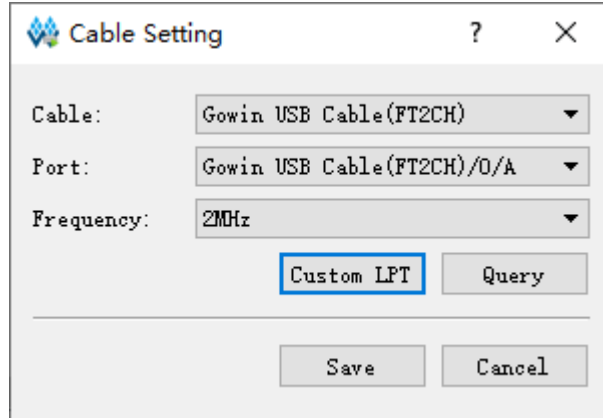 Cable Setting ? ×
Cable: Gowin USB Cable(FT2CH)
Port: Gowin USB Cable(FT2CH)/0/A
Frequency: 2MHz
Custom LPT Query
Save Cancel